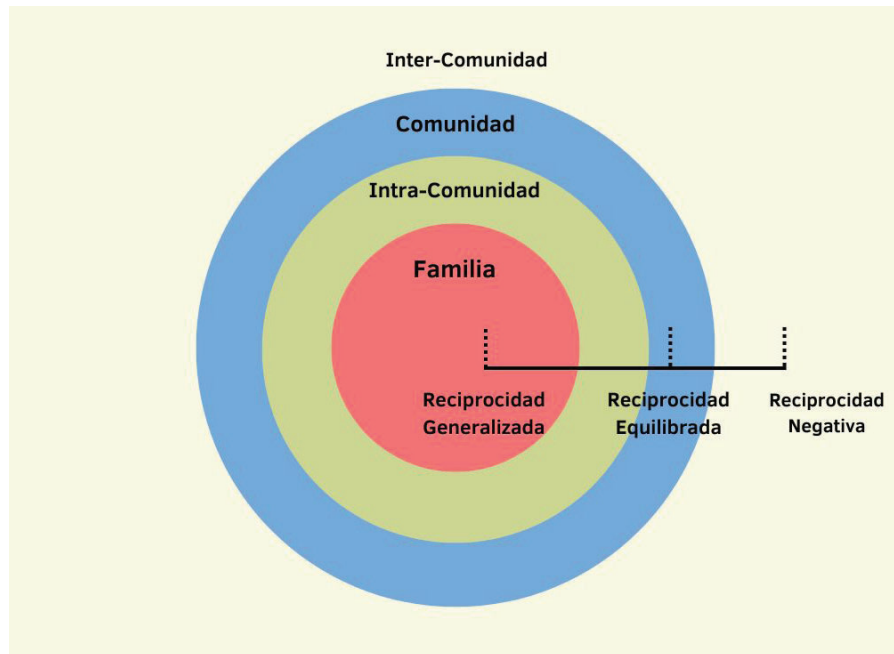 Inter-Comunidad
Comunidad
Intra-Comunidad
Familia
Reciprocidad
Generalizada
Reciprocidad
Equilibrada
Reciprocidad
Negativa